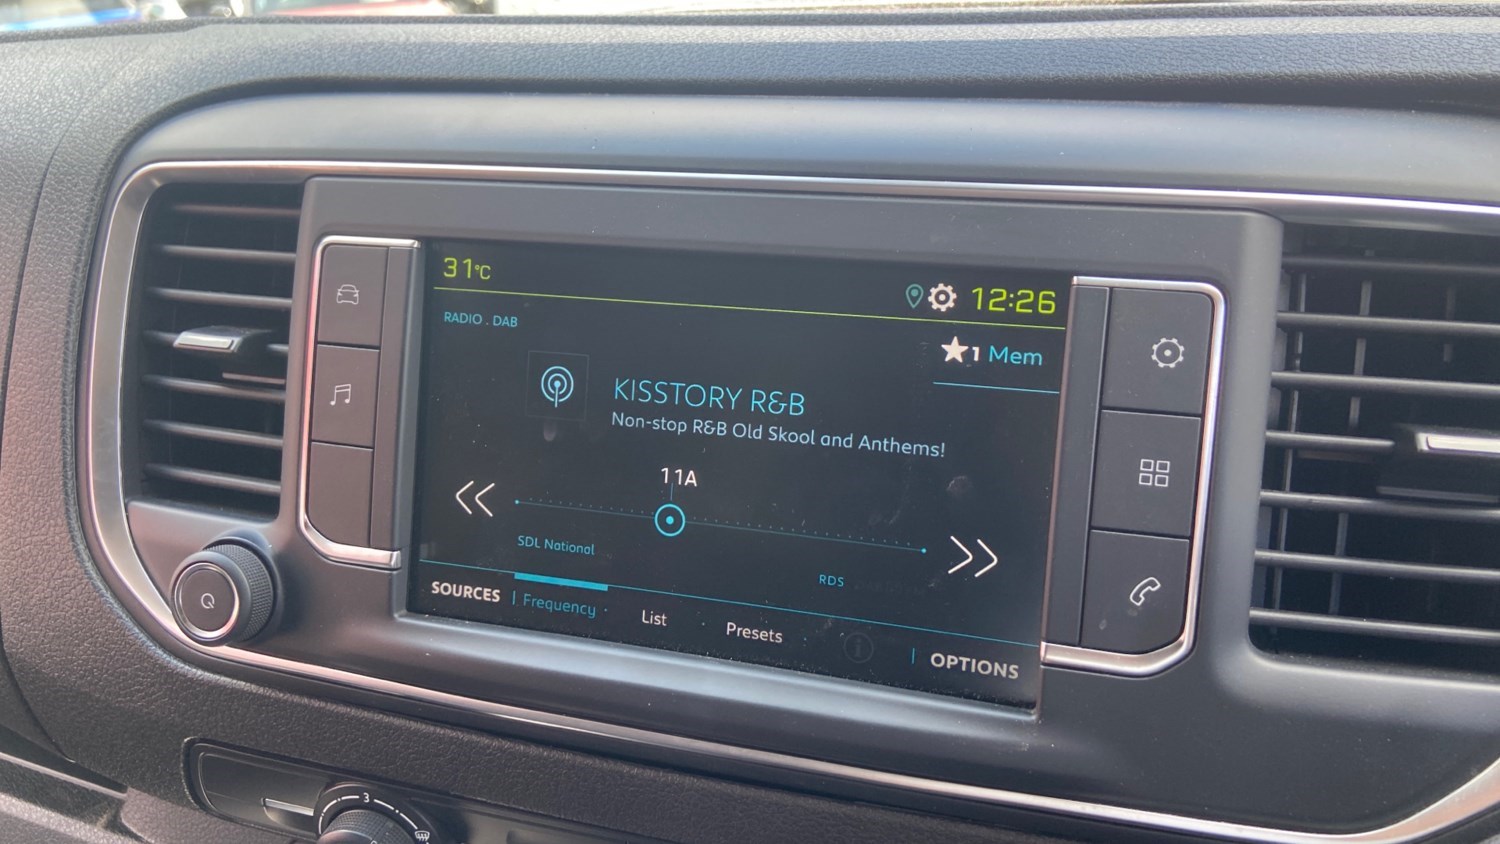 31°C
12:26
RADIO . DAB
1 Mem
KISSTORY R&B
Non-stop R&B Old Skool and Anthems!
11A
SDL National
RDS
SOURCES | Frequency · List · Presets | OPTIONS
3